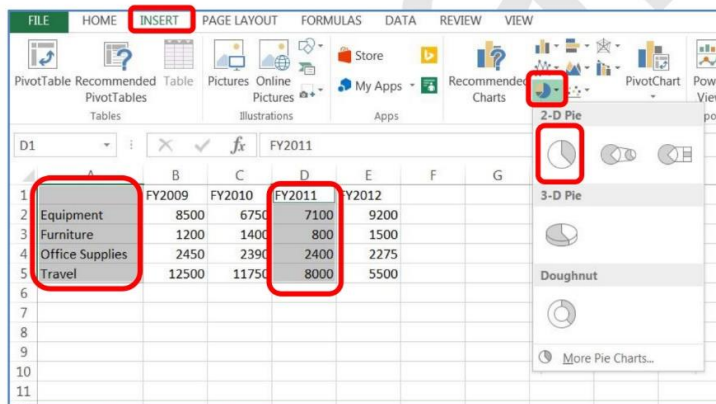 FILE HOME INSERT PAGE LAYOUT FORMULAS DATA REVIEW VIEW
PivotTable Recommended PivotTables Table
Tables
Pictures Online Pictures
Illustrations
Store
My Apps
Apps
Recommended Charts
PivotChart
Pow
View
D1 fx FY2011
2-D Pie
3-D Pie
Doughnut
More Pie Charts...
A B C D E F G
1 FY2009 FY2010 FY2011 FY2012
2 Equipment 8500 6750 7100 9200
3 Furniture 1200 1400 800 1500
4 Office Supplies 2450 2390 2400 2275
5 Travel 12500 11750 8000 5500
6
7
8
9
10
11